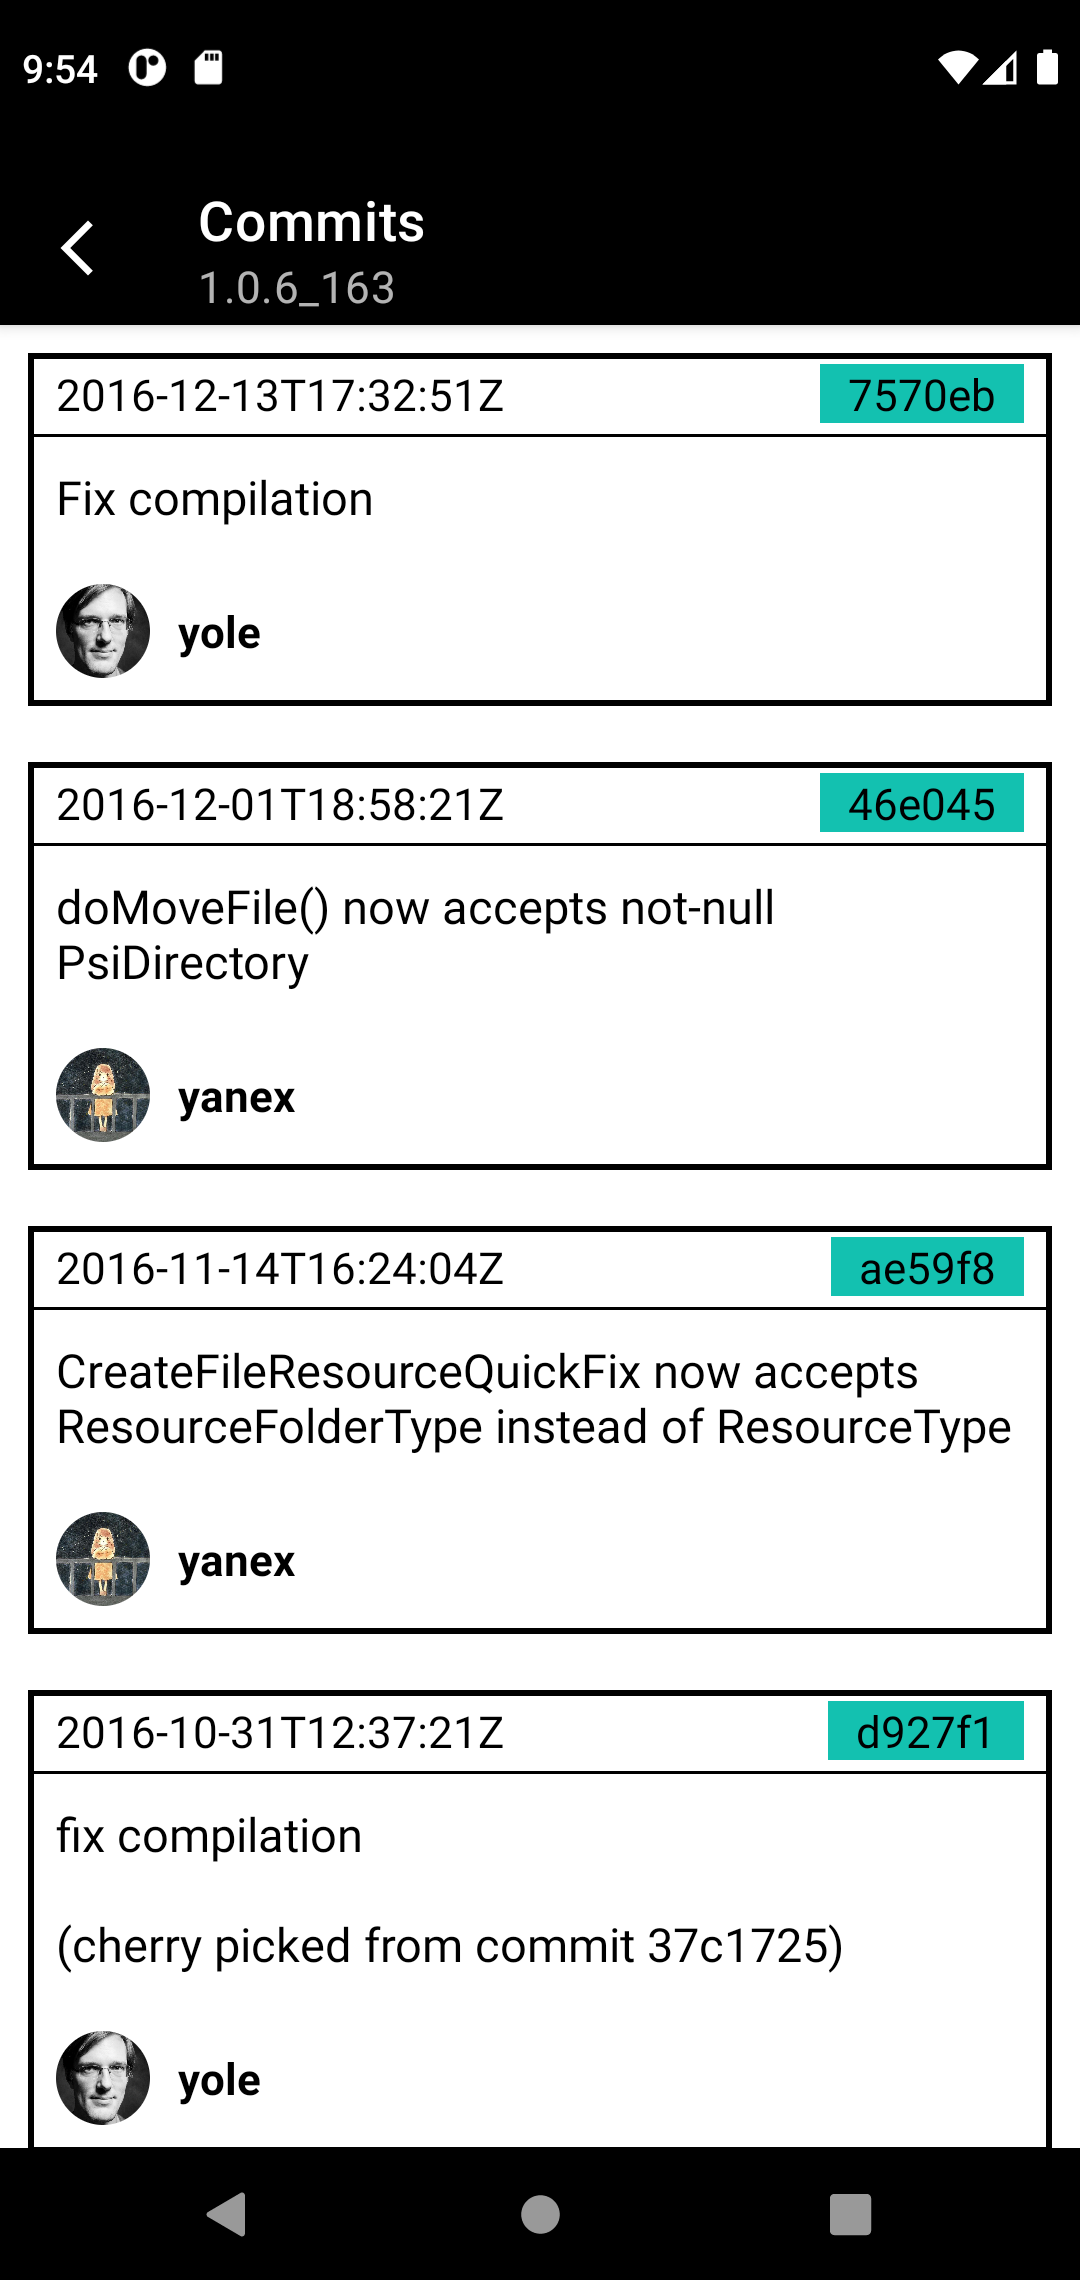 9:54
Commits
1.0.6_163
2016-12-13T17:32:51Z 7570eb
Fix compilation
yole
2016-12-01T18:58:21Z 46e045
doMoveFile() now accepts not-null
PsiDirectory
yanex
2016-11-14T16:24:04Z ae59f8
CreateFileResourceQuickFix now accepts
ResourceFolderType instead of ResourceType
yanex
2016-10-31T12:37:21Z d927f1
fix compilation
(cherry picked from commit 37c1725)
yole